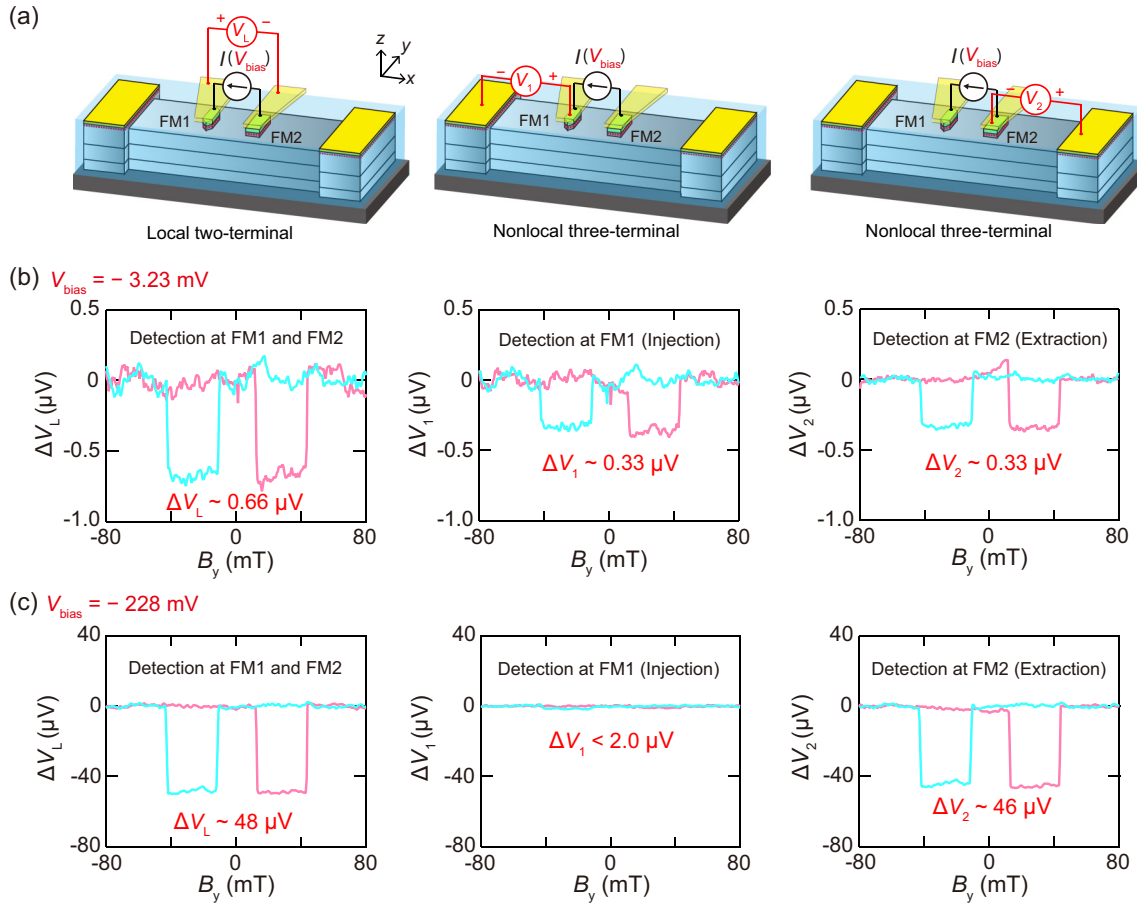 (a)
+ V_L −
I (V_bias)
z y x
FM1
FM2
Local two-terminal
− V_1 +
I (V_bias)
FM1
FM2
Nonlocal three-terminal
I (V_bias)
− V_2 +
FM1
FM2
Nonlocal three-terminal
(b) V_bias = − 3.23 mV
Detection at FM1 and FM2
0.5
0
-0.5
-1.0
ΔV_L (μV)
ΔV_L ~ 0.66 μV
-80 0 80
B_y (mT)
Detection at FM1 (Injection)
0.5
0
-0.5
-1.0
ΔV_1 (μV)
ΔV_1 ~ 0.33 μV
-80 0 80
B_y (mT)
Detection at FM2 (Extraction)
0.5
0
-0.5
-1.0
ΔV_2 (μV)
ΔV_2 ~ 0.33 μV
-80 0 80
B_y (mT)
(c) V_bias = − 228 mV
Detection at FM1 and FM2
40
0
-40
-80
ΔV_L (μV)
ΔV_L ~ 48 μV
-80 0 80
B_y (mT)
Detection at FM1 (Injection)
40
0
-40
-80
ΔV_1 (μV)
ΔV_1 < 2.0 μV
-80 0 80
B_y (mT)
Detection at FM2 (Extraction)
40
0
-40
-80
ΔV_2 (μV)
ΔV_2 ~ 46 μV
-80 0 80
B_y (mT)